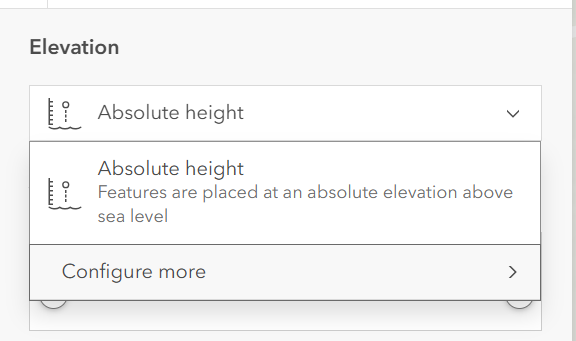 Elevation
Absolute height
Absolute height
Features are placed at an absolute elevation above
sea level
Configure more